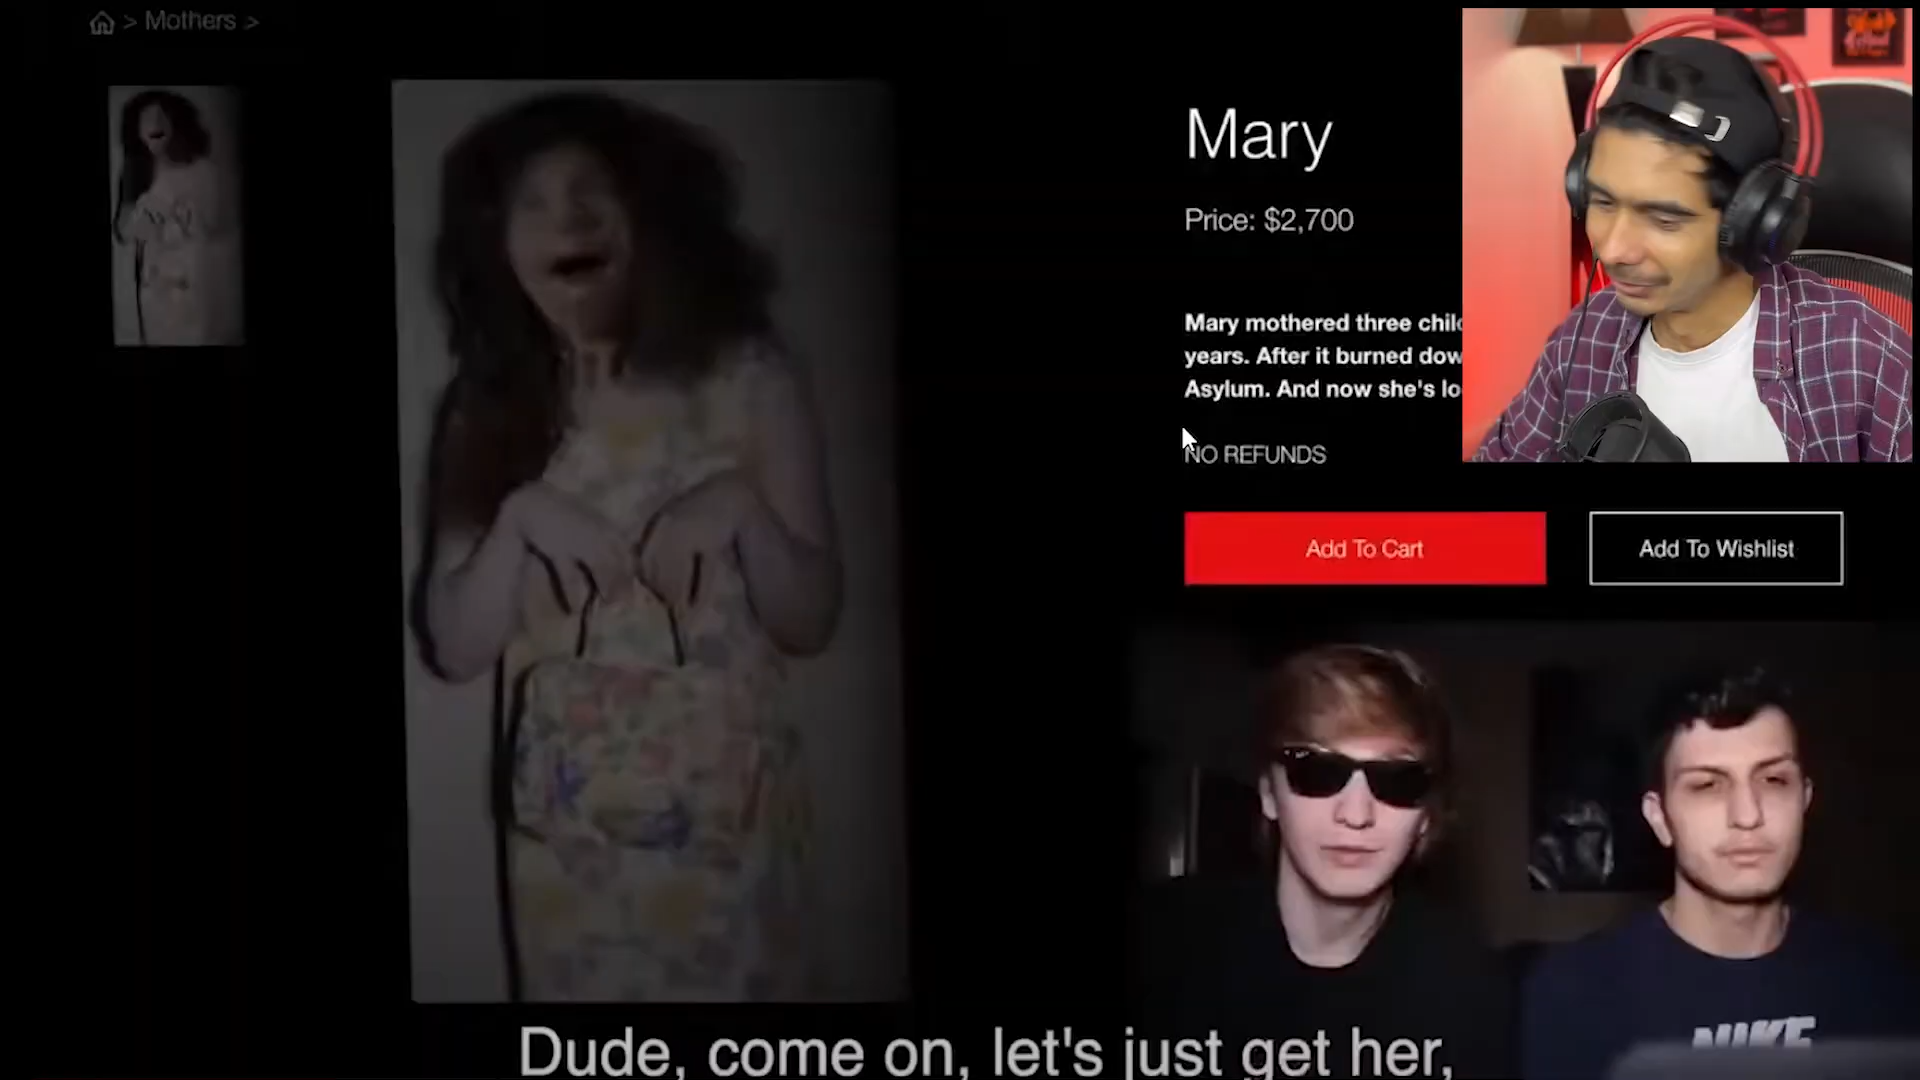 > Mothers >
Mary
Price: $2,700
Mary mothered three chil
years. After it burned dow
Asylum. And now she's lo
NO REFUNDS
Add To Cart
Add To Wishlist
NIKE
Dude, come on, let's just get her,